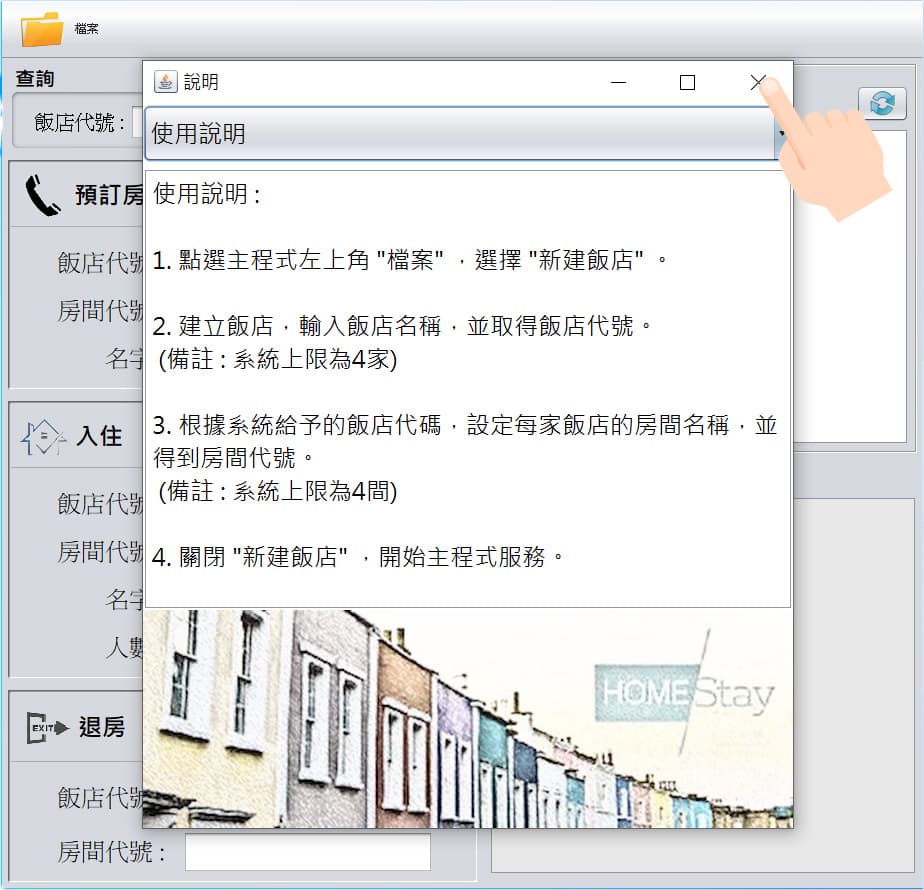 檔案
查詢
飯店代號 :
說明
使用說明
使用說明 :
1. 點選主程式左上角 "檔案" ，選擇 "新建飯店" 。
2. 建立飯店，輸入飯店名稱，並取得飯店代號。
(備註 : 系統上限為4家)
3. 根據系統給予的飯店代碼，設定每家飯店的房間名稱，並
得到房間代號。
(備註 : 系統上限為4間)
4. 關閉 "新建飯店" ，開始主程式服務。
HOMEStay
預訂房
飯店代號
房間代號
名字
入住
飯店代號
房間代號
名字
人數
EXIT
退房
飯店代號
房間代號 :